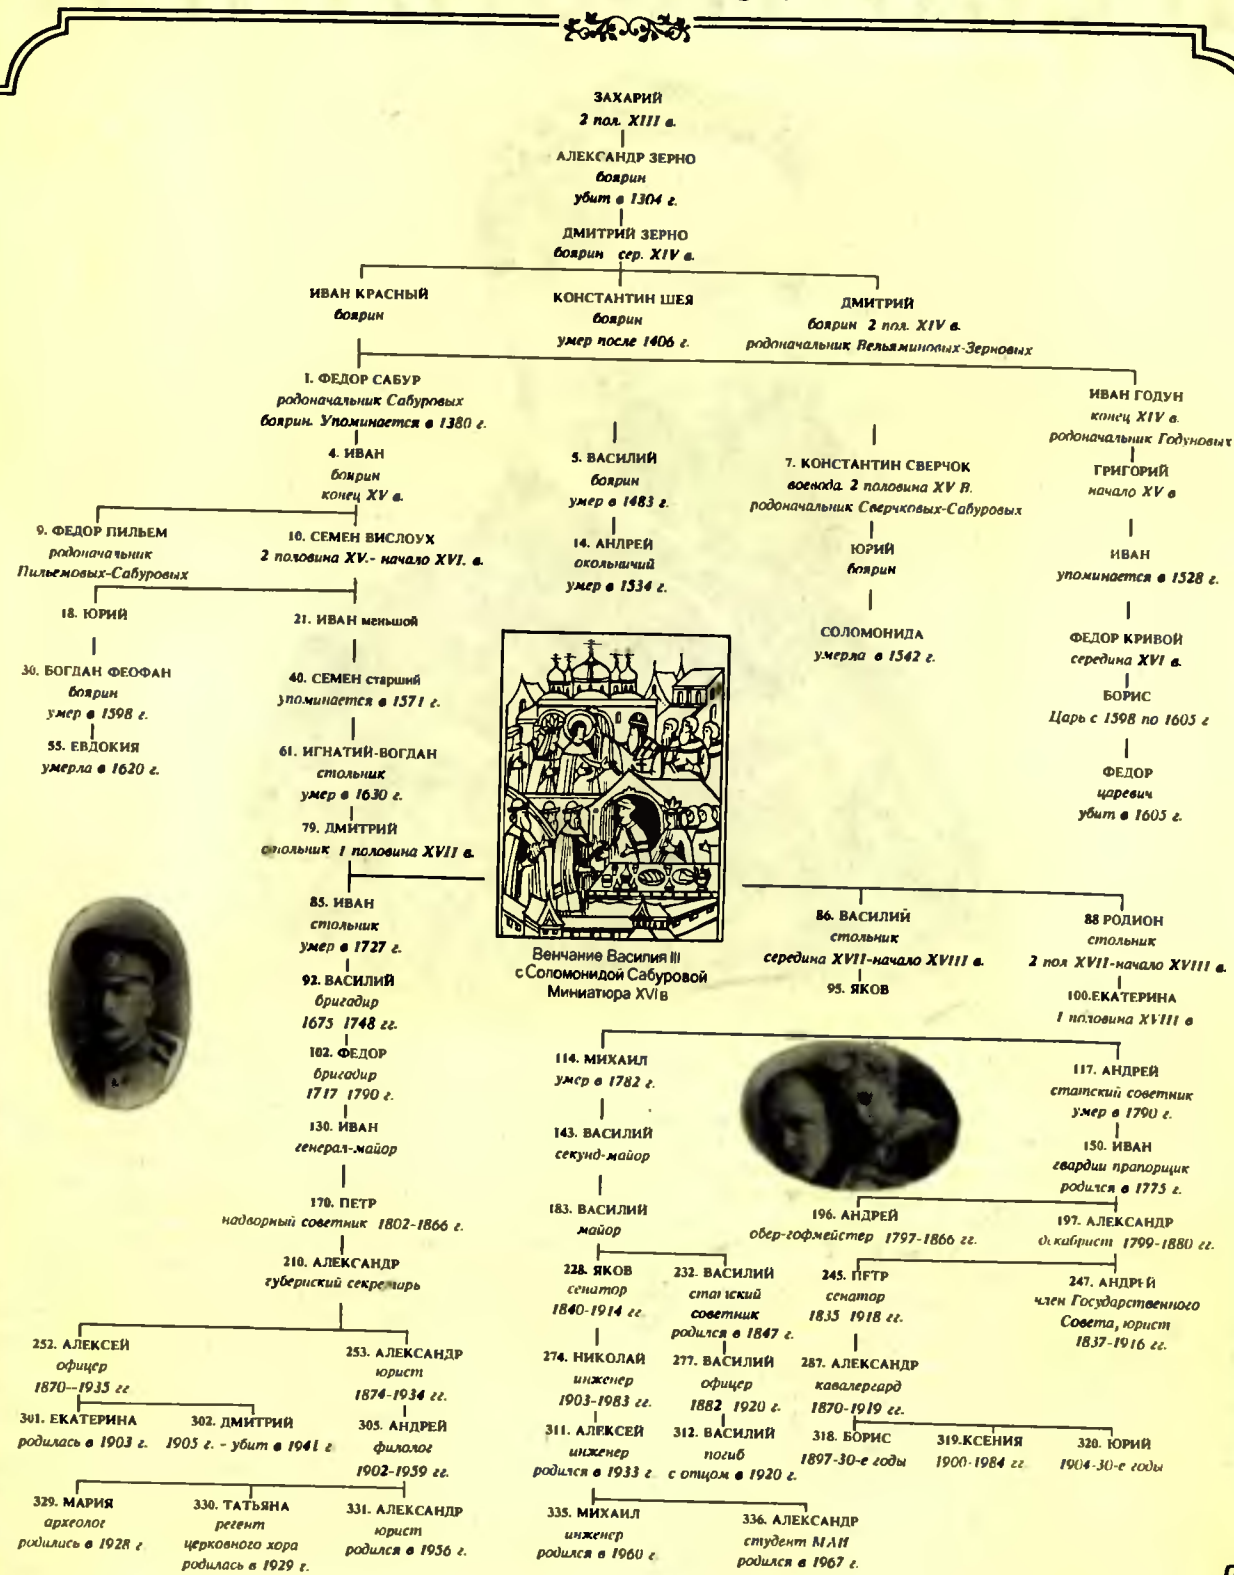 ЗАХАРИЙ
2 пол. XIII в.
АЛЕКСАНДР ЗЕРНО
боярин
убит в 1304 г.
ДМИТРИЙ ЗЕРНО
боярин сер. XIV в.
ИВАН КРАСНЫЙ
боярин
КОНСТАНТИН ШЕЯ
боярин
умер после 1406 г.
ДМИТРИЙ
боярин 2 пол. XIV в.
родоначальник Вельяминовых-Зерновых
1. ФЕДОР САБУР
родоначальник Сабуровых
боярин. Упоминается в 1380 г.
ИВАН ГОДУН
конец XIV в.
родоначальник Годуновых
4. ИВАН
боярин
конец XV в.
5. ВАСИЛИЙ
боярин
умер в 1483 г.
7. КОНСТАНТИН СВЕРЧОК
воевода. 2 половина XV В.
родоначальник Сверчковых-Сабуровых
ГРИГОРИЙ
начало XV в
9. ФЕДОР ПИЛЬЕМ
родоначальник
Пильемовых-Сабуровых
10. СЕМЕН ВИСЛОУХ
2 половина XV.- начало XVI. в.
14. АНДРЕЙ
окольничий
умер в 1534 г.
ЮРИЙ
боярин
ИВАН
упоминается в 1528 г.
18. ЮРИЙ
21. ИВАН меньшой
СОЛОМОНИДА
умерла в 1542 г.
ФЕДОР КРИВОЙ
середина XVI в.
30. БОГДАН ФЕОФАН
боярин
умер в 1598 г.
40. СЕМЕН старший
упоминается в 1571 г.
БОРИС
Царь с 1598 по 1605 г
55. ЕВДОКИЯ
умерла в 1620 г.
61. ИГНАТИЙ-БОГДАН
стольник
умер в 1630 г.
ФЕДОР
царевич
убит в 1605 г.
79. ДМИТРИЙ
стольник 1 половина XVII в.
85. ИВАН
стольник
умер в 1727 г.
Венчание Василия III
с Соломонидой Сабуровой
Миниатюра XVI в
86. ВАСИЛИЙ
стольник
середина XVII-начало XVIII в.
88 РОДИОН
стольник
2 пол XVII-начало XVIII в.
92. ВАСИЛИЙ
бригадир
1675 1748 гг.
95. ЯКОВ
100.ЕКАТЕРИНА
1 половина XVIII в
102. ФЕДОР
бригадир
1717 1790 г.
114. МИХАИЛ
умер в 1782 г.
117. АНДРЕЙ
статский советник
умер в 1790 г.
130. ИВАН
генерал-майор
143. ВАСИЛИЙ
секунд-майор
150. ИВАН
гвардии прапорщик
родился в 1775 г.
170. ПЕТР
надворный советник 1802-1866 г.
183. ВАСИЛИЙ
майор
196. АНДРЕЙ
обер-гофмейстер 1797-1866 гг.
197. АЛЕКСАНДР
декабрист 1799-1880 гг.
210. АЛЕКСАНДР
губернский секретарь
228. ЯКОВ
сенатор
1840-1914 гг.
232. ВАСИЛИЙ
статский
советник
родился в 1847 г.
245. ПЕТР
сенатор
1835 1918 гг.
247. АНДРЕЙ
член Государственного
Совета, юрист
1837-1916 гг.
252. АЛЕКСЕЙ
офицер
1870--1935 гг
253. АЛЕКСАНДР
юрист
1874-1934 гг.
274. НИКОЛАЙ
инженер
1903-1983 гг.
277. ВАСИЛИЙ
офицер
1882 1920 г.
287. АЛЕКСАНДР
кавалергард
1870-1919 гг.
301. ЕКАТЕРИНА
родилась в 1903 г.
302. ДМИТРИЙ
1905 г. - убит в 1941 г
305. АНДРЕЙ
филолог
1902-1959 гг.
311. АЛЕКСЕЙ
инженер
родился в 1933 г
312. ВАСИЛИЙ
погиб
с отцом в 1920 г.
318. БОРИС
1897-30-е годы
319.КСЕНИЯ
1900-1984 гг
320. ЮРИЙ
1904-30-е годы
329. МАРИЯ
археолог
родились в 1928 г
330. ТАТЬЯНА
регент
церковного хора
родилась в 1929 г.
331. АЛЕКСАНДР
юрист
родился в 1956 г.
335. МИХАИЛ
инженер
родился в 1960 г
336. АЛЕКСАНДР
студент МАИ
родился в 1967 г.